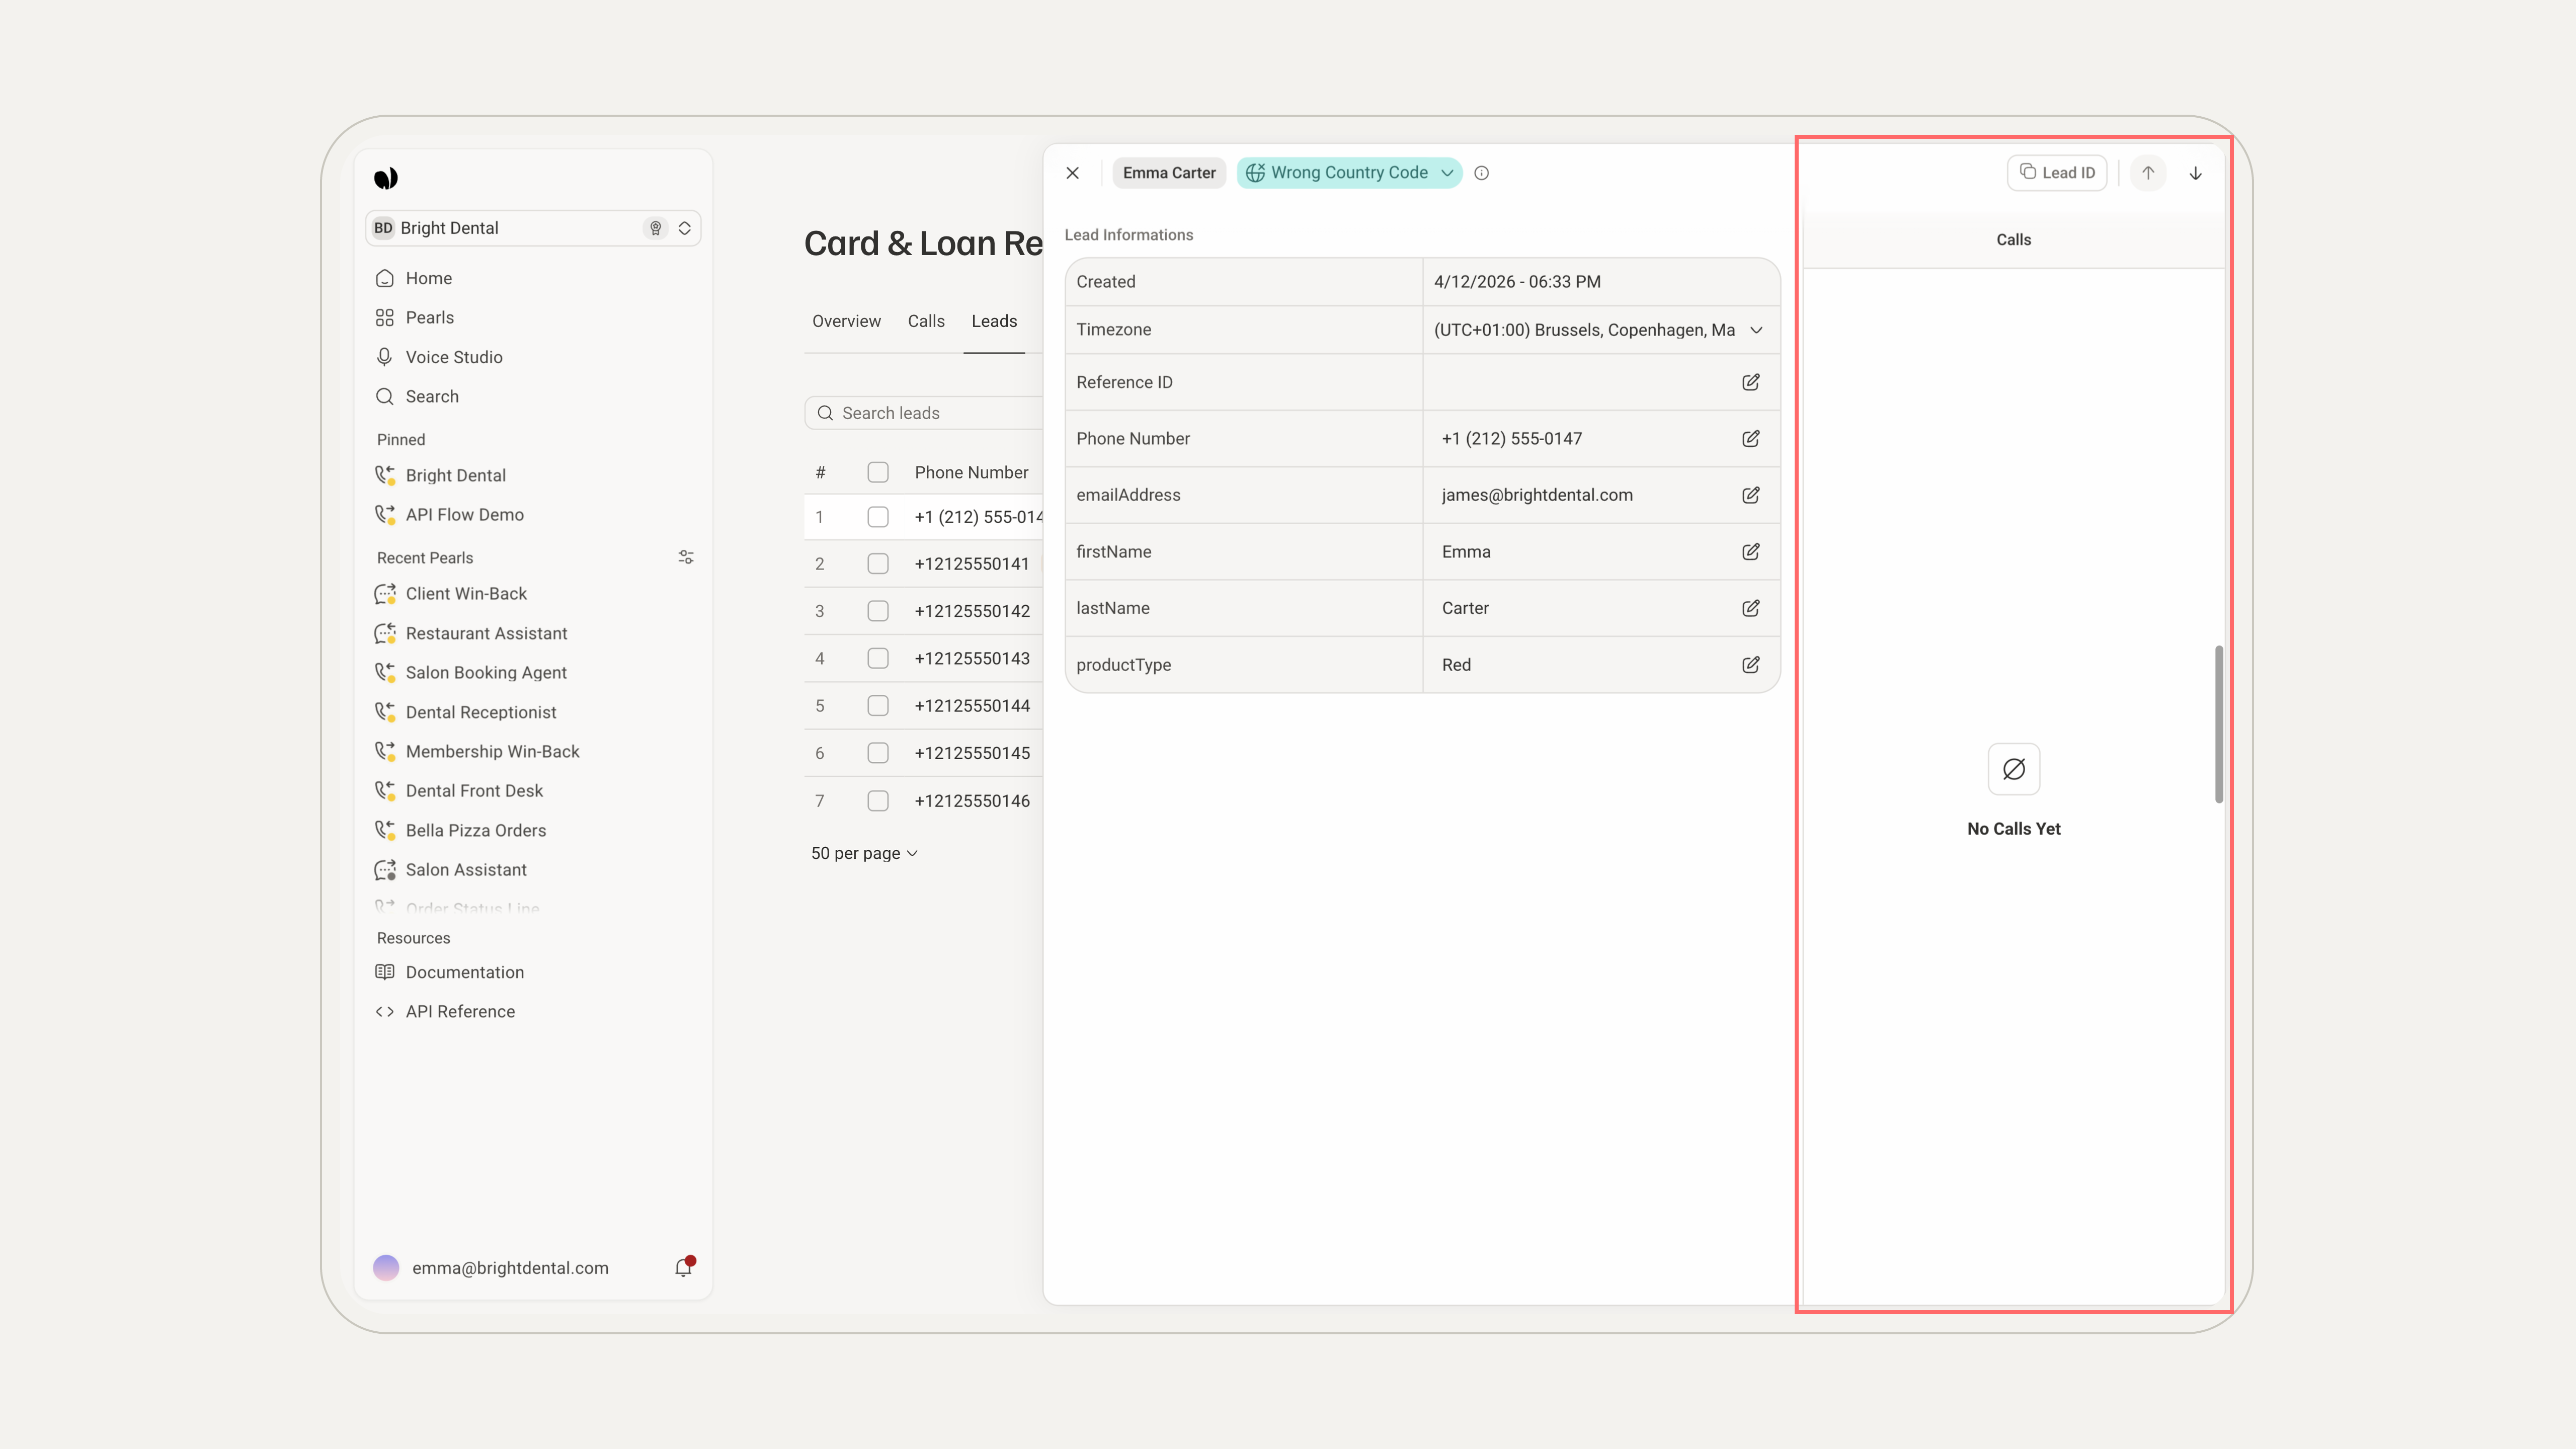 BD Bright Dental
Home
Pearls
Voice Studio
Search
Pinned
Bright Dental
API Flow Demo
Recent Pearls
Client Win-Back
Restaurant Assistant
Salon Booking Agent
Dental Receptionist
Membership Win-Back
Dental Front Desk
Bella Pizza Orders
Salon Assistant
Order Status Line
Resources
Documentation
API Reference
emma@brightdental.com
Card & Loan Re
Overview Calls Leads
Search leads
# Phone Number
1 +1 (212) 555-014
2 +12125550141
3 +12125550142
4 +12125550143
5 +12125550144
6 +12125550145
7 +12125550146
50 per page
Emma Carter Wrong Country Code
Lead Informations
Created 4/12/2026 - 06:33 PM
Timezone (UTC+01:00) Brussels, Copenhagen, Ma
Reference ID
Phone Number +1 (212) 555-0147
emailAddress james@brightdental.com
firstName Emma
lastName Carter
productType Red
Lead ID
Calls
No Calls Yet